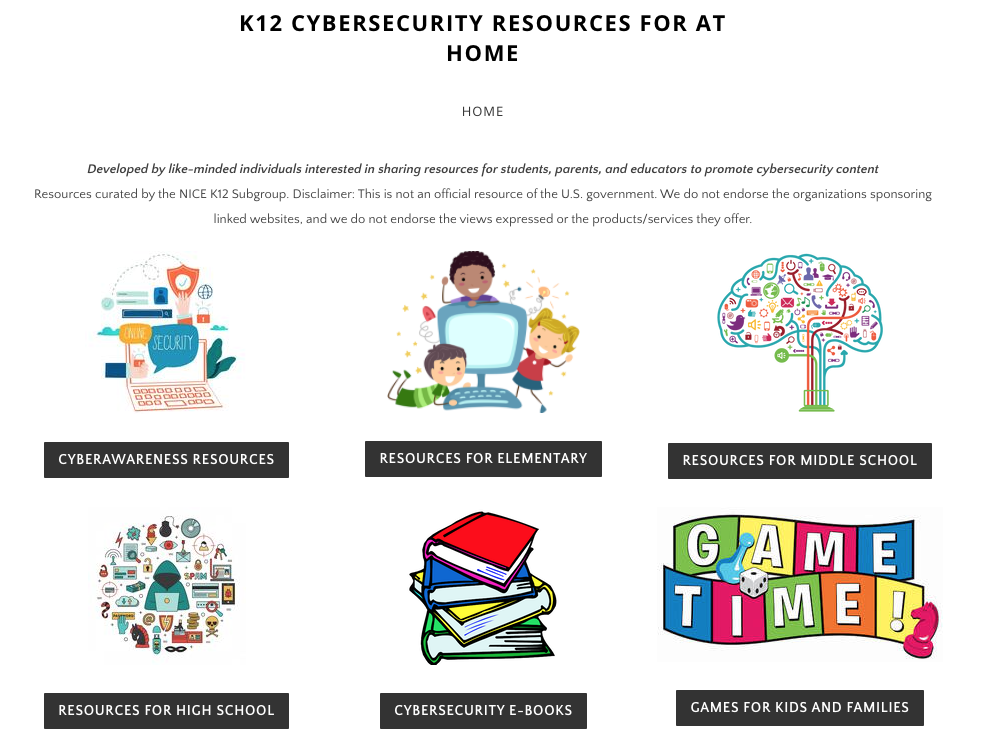 K12 CYBERSECURITY RESOURCES FOR AT
HOME
HOME
Developed by like-minded individuals interested in sharing resources for students, parents, and educators to promote cybersecurity content
Resources curated by the NICE K12 Subgroup. Disclaimer: This is not an official resource of the U.S. government. We do not endorse the organizations sponsoring
linked websites, and we do not endorse the views expressed or the products/services they offer.
ONLINE
SECURITY
CYBERAWARENESS RESOURCES
RESOURCES FOR ELEMENTARY
RESOURCES FOR MIDDLE SCHOOL
SPAM
GAME
TIME!
RESOURCES FOR HIGH SCHOOL
CYBERSECURITY E-BOOKS
GAMES FOR KIDS AND FAMILIES